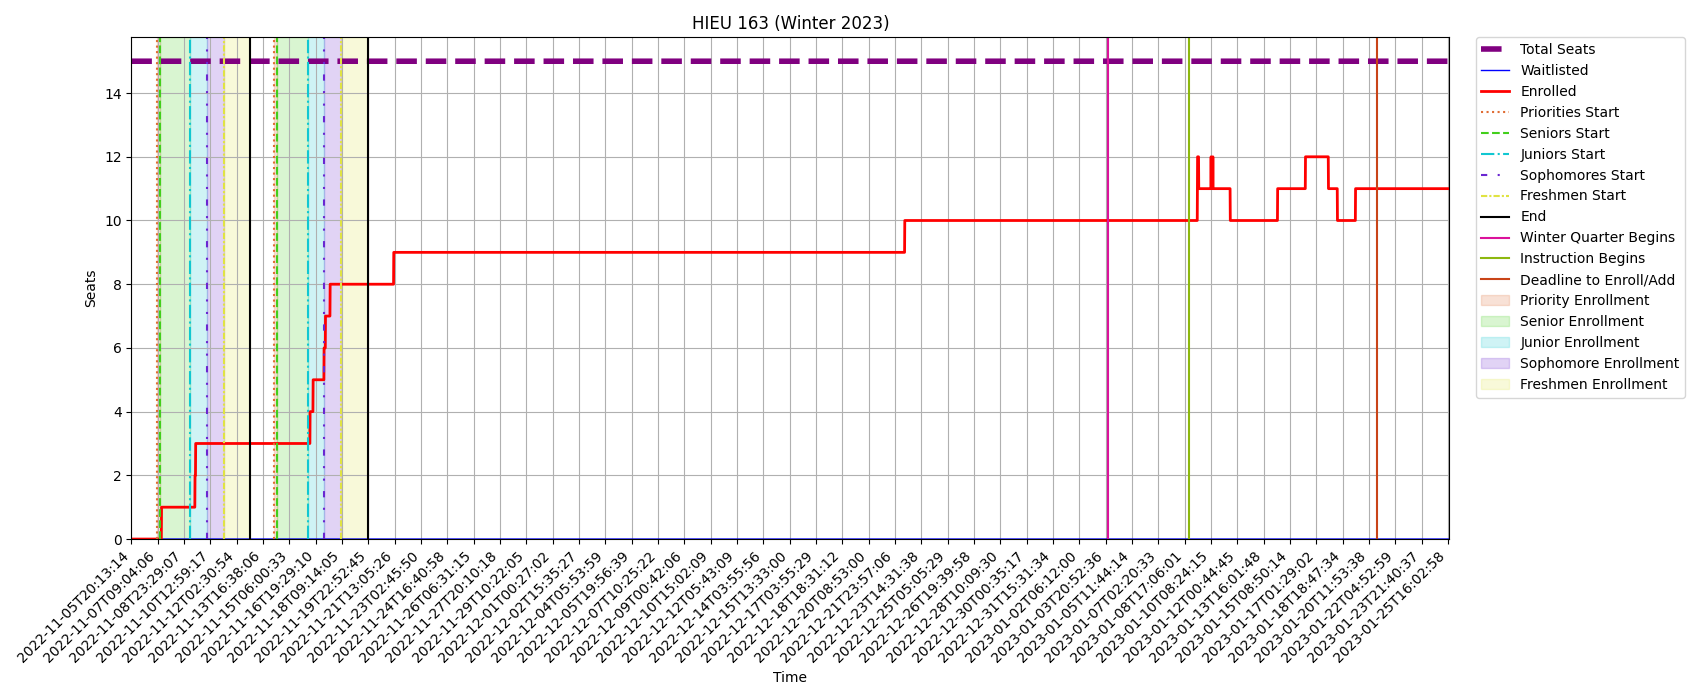 HIEU 163 (Winter 2023)
Seats
14
12
10
8
6
4
2
0
2022-11-05T20:13:14
2022-11-07T09:04:06
2022-11-08T23:29:07
2022-11-10T12:59:17
2022-11-12T02:30:54
2022-11-13T16:38:06
2022-11-15T06:00:33
2022-11-16T19:29:10
2022-11-18T09:14:05
2022-11-19T22:52:45
2022-11-21T13:05:26
2022-11-23T02:45:50
2022-11-24T16:40:58
2022-11-26T06:31:15
2022-11-27T20:10:18
2022-11-29T10:22:05
2022-12-01T00:27:02
2022-12-02T15:35:27
2022-12-04T05:53:59
2022-12-05T19:56:39
2022-12-07T10:25:22
2022-12-09T00:42:06
2022-12-10T15:02:09
2022-12-12T05:43:09
2022-12-14T03:55:56
2022-12-15T13:33:00
2022-12-17T03:55:29
2022-12-18T18:31:12
2022-12-20T08:53:00
2022-12-21T23:57:06
2022-12-23T14:31:38
2022-12-25T05:05:29
2022-12-26T19:39:58
2022-12-28T10:09:30
2022-12-30T00:35:17
2022-12-31T15:31:34
2023-01-02T06:12:00
2023-01-03T20:52:36
2023-01-05T11:44:14
2023-01-07T02:20:33
2023-01-08T17:06:01
2023-01-10T08:24:15
2023-01-12T00:44:45
2023-01-13T16:01:48
2023-01-15T08:50:14
2023-01-17T01:29:02
2023-01-18T18:47:34
2023-01-20T11:53:38
2023-01-22T04:52:59
2023-01-23T21:40:37
2023-01-25T16:02:58
Time
Total Seats
Waitlisted
Enrolled
Priorities Start
Seniors Start
Juniors Start
Sophomores Start
Freshmen Start
End
Winter Quarter Begins
Instruction Begins
Deadline to Enroll/Add
Priority Enrollment
Senior Enrollment
Junior Enrollment
Sophomore Enrollment
Freshmen Enrollment